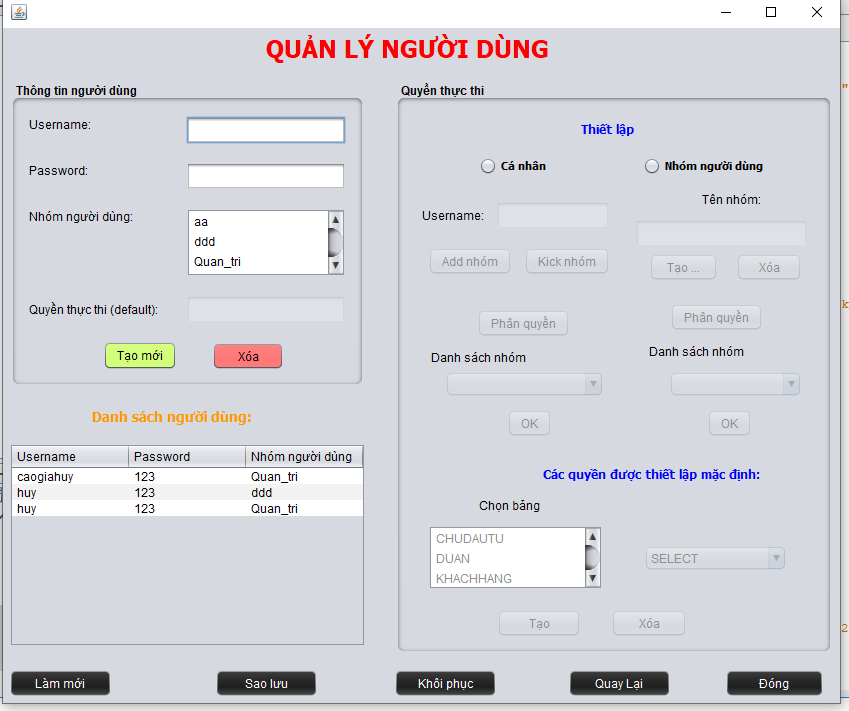 QUẢN LÝ NGƯỜI DÙNG
Thông tin người dùng
Username:
Password:
Nhóm người dùng:
aa
ddd
Quan_tri
Quyền thực thi (default):
Tạo mới
Xóa
Danh sách người dùng:
Username Password Nhóm người dùng
caogiahuy 123 Quan_tri
huy 123 ddd
huy 123 Quan_tri
Quyền thực thi
Thiết lập
Cá nhân
Nhóm người dùng
Username:
Tên nhóm:
Add nhóm
Kick nhóm
Tạo ...
Xóa
Phân quyền
Phân quyền
Danh sách nhóm
Danh sách nhóm
OK
OK
Các quyền được thiết lập mặc định:
Chọn bảng
CHUDAUTU
DUAN
KHACHHANG
SELECT
Tạo
Xóa
Làm mới
Sao lưu
Khôi phục
Quay Lại
Đóng
"
k
2